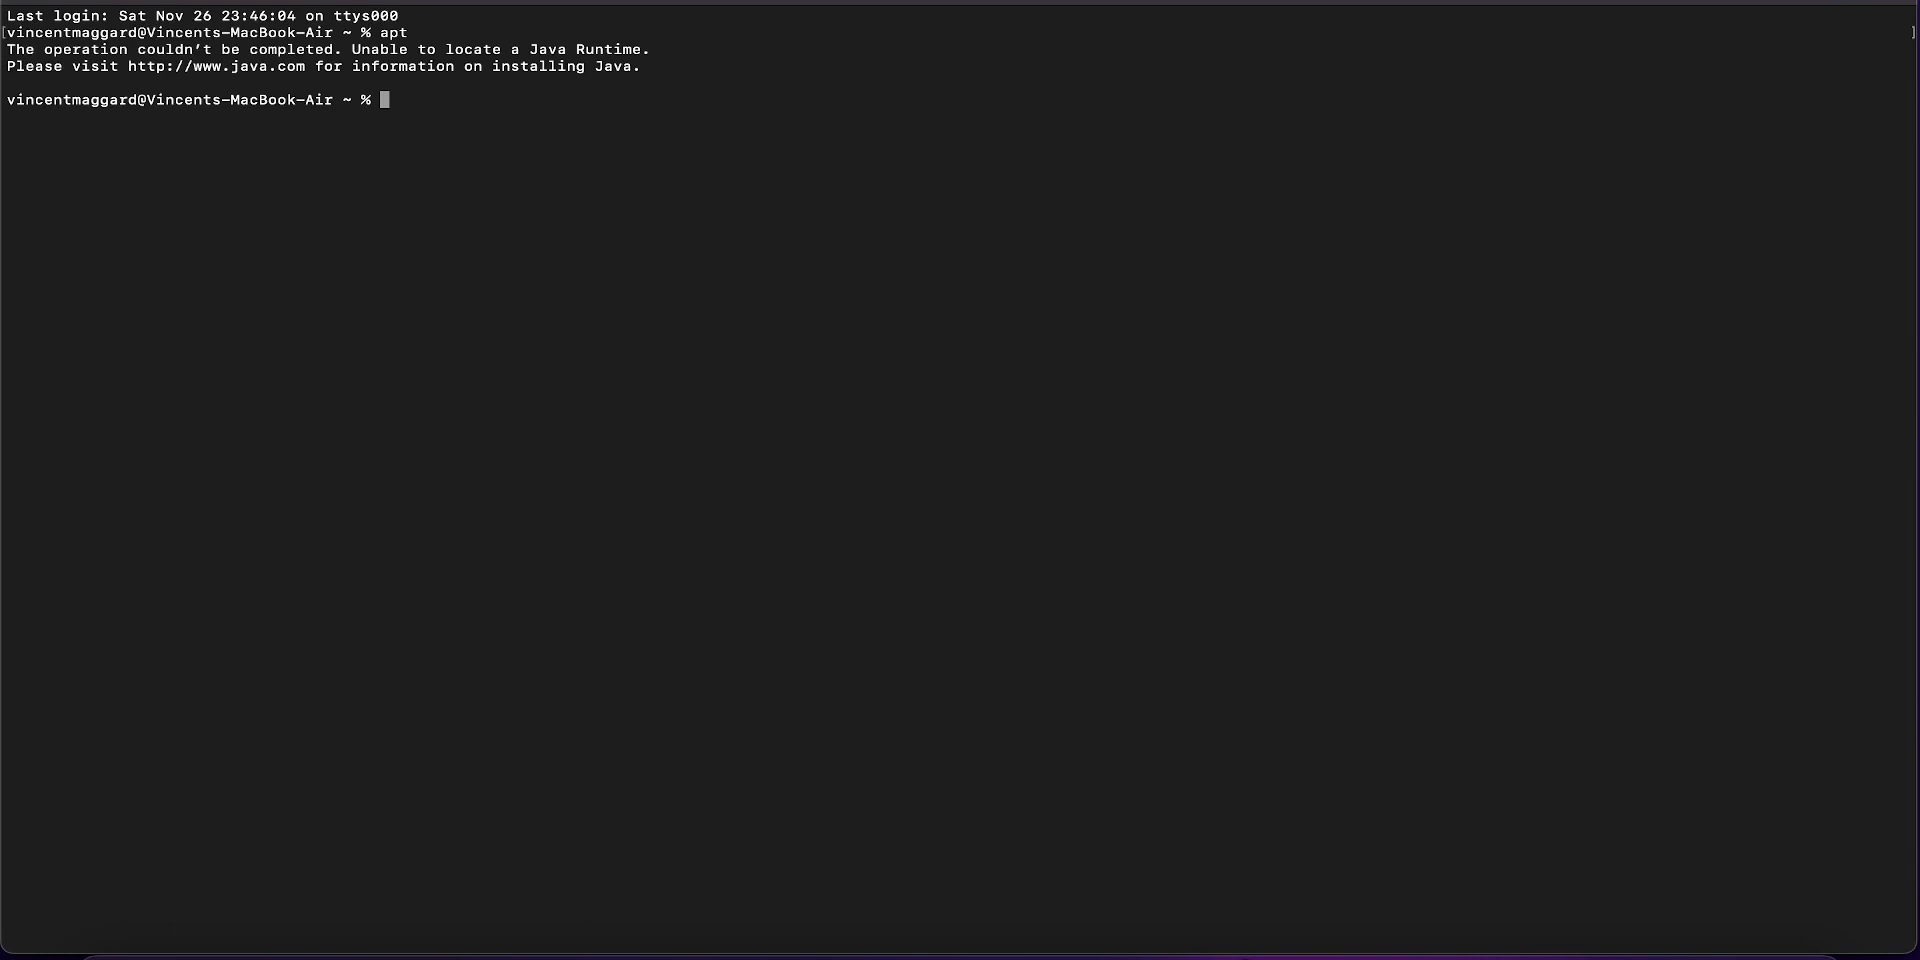 Last login: Sat Nov 26 23:46:04 on ttys000
[vincentmaggard@Vincents-MacBook-Air ~ % apt ]
The operation couldn’t be completed. Unable to locate a Java Runtime.
Please visit http://www.java.com for information on installing Java.
vincentmaggard@Vincents-MacBook-Air ~ %